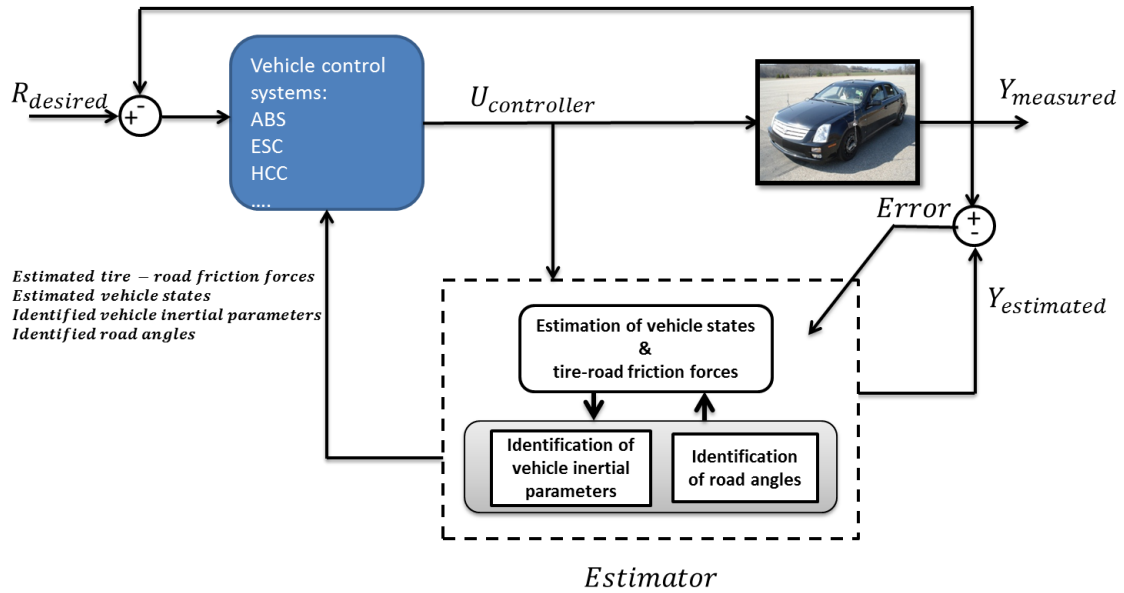 R_desired
-
+
Vehicle control
systems:
ABS
ESC
HCC
....
U_controller
Y_measured
Error
+
-
Y_estimated
Estimated tire − road friction forces
Estimated vehicle states
Identified vehicle inertial parameters
Identified road angles
Estimation of vehicle states
&
tire-road friction forces
Identification of
vehicle inertial
parameters
Identification
of road angles
Estimator